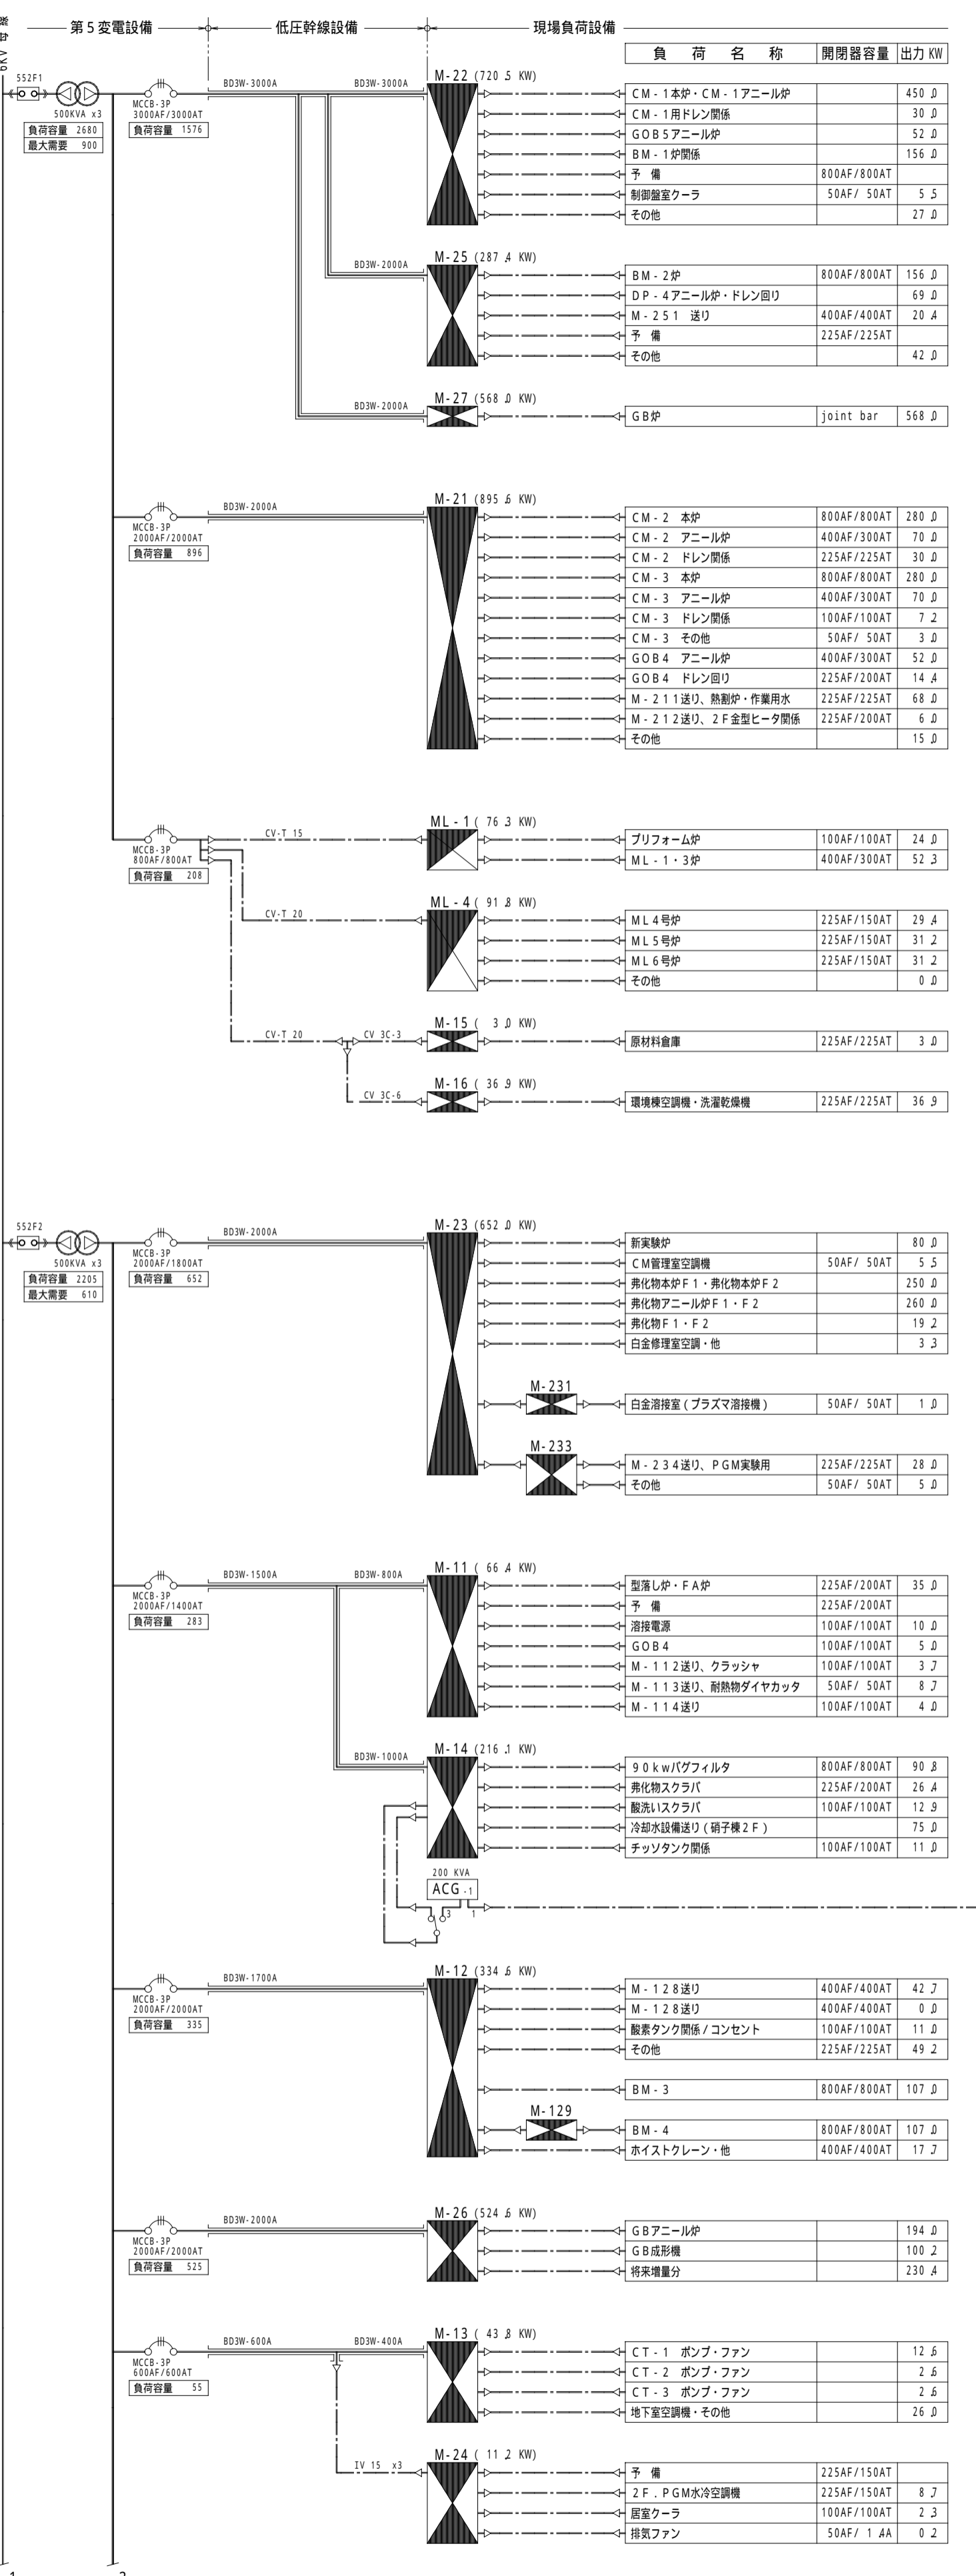 第5変電設備 低圧幹線設備 現場負荷設備
負 荷 名 称 開閉器容量 出力 KW
6KV
552F1
500KVA x3
負荷容量 2680
最大需要 900
MCCB-3P
3000AF/3000AT
負荷容量 1576
BD3W-3000A BD3W-3000A
M-22 (720.5 KW)
CM-1本炉・CM-1アニール炉 450.0
CM-1用ドレン関係 30.0
GOB5アニール炉 52.0
BM-1炉関係 156.0
予 備 800AF/800AT
制御盤室クーラ 50AF/ 50AT 5.5
その他 27.0
BD3W-2000A
M-25 (287.4 KW)
BM-2炉 800AF/800AT 156.0
DP-4アニール炉・ドレン回り 69.0
M-251 送り 400AF/400AT 20.4
予 備 225AF/225AT
その他 42.0
BD3W-2000A
M-27 (568.0 KW)
GB炉 joint bar 568.0
MCCB-3P
2000AF/2000AT
負荷容量 896
BD3W-2000A
M-21 (895.6 KW)
CM-2 本炉 800AF/800AT 280.0
CM-2 アニール炉 400AF/300AT 70.0
CM-2 ドレン関係 225AF/225AT 30.0
CM-3 本炉 800AF/800AT 280.0
CM-3 アニール炉 400AF/300AT 70.0
CM-3 ドレン関係 100AF/100AT 7.2
CM-3 その他 50AF/ 50AT 3.0
GOB4 アニール炉 400AF/300AT 52.0
GOB4 ドレン回り 225AF/200AT 14.4
M-211送り、熱割炉・作業用水 225AF/225AT 68.0
M-212送り、2F金型ヒータ関係 225AF/200AT 6.0
その他 15.0
MCCB-3P
800AF/800AT
負荷容量 208
CV-T 15
ML-1 ( 76.3 KW)
プリフォーム炉 100AF/100AT 24.0
ML-1・3炉 400AF/300AT 52.3
CV-T 20
ML-4 ( 91.8 KW)
ML4号炉 225AF/150AT 29.4
ML5号炉 225AF/150AT 31.2
ML6号炉 225AF/150AT 31.2
その他 0.0
CV-T 20 CV 3C-3
M-15 ( 3.0 KW)
原材料倉庫 225AF/225AT 3.0
CV 3C-6
M-16 ( 36.9 KW)
環境棟空調機・洗濯乾燥機 225AF/225AT 36.9
552F2
500KVA x3
負荷容量 2205
最大需要 610
MCCB-3P
2000AF/1800AT
負荷容量 652
BD3W-2000A
M-23 (652.0 KW)
新実験炉 80.0
CM管理室空調機 50AF/ 50AT 5.5
弗化物本炉F1・弗化物本炉F2 250.0
弗化物アニール炉F1・F2 260.0
弗化物F1・F2 19.2
白金修理室空調・他 3.3
M-231
白金溶接室(プラズマ溶接機) 50AF/ 50AT 1.0
M-233
M-234送り、PGM実験用 225AF/225AT 28.0
その他 50AF/ 50AT 5.0
MCCB-3P
2000AF/1400AT
負荷容量 283
BD3W-1500A BD3W-800A
M-11 ( 66.4 KW)
型落し炉・FA炉 225AF/200AT 35.0
予 備 225AF/200AT
溶接電源 100AF/100AT 10.0
GOB4 100AF/100AT 5.0
M-112送り、クラッシャ 100AF/100AT 3.7
M-113送り、耐熱物ダイヤカッタ 50AF/ 50AT 8.7
M-114送り 100AF/100AT 4.0
BD3W-1000A
M-14 (216.1 KW)
90kwバグフィルタ 800AF/800AT 90.8
弗化物スクラバ 225AF/200AT 26.4
酸洗いスクラバ 100AF/100AT 12.9
冷却水設備送り(硝子棟2F) 75.0
チッソタンク関係 100AF/100AT 11.0
200 KVA
ACG-1
3 1
MCCB-3P
2000AF/2000AT
負荷容量 335
BD3W-1700A
M-12 (334.6 KW)
M-128送り 400AF/400AT 42.7
M-128送り 400AF/400AT 0.0
酸素タンク関係/コンセント 100AF/100AT 11.0
その他 225AF/225AT 49.2
BM-3 800AF/800AT 107.0
M-129
BM-4 800AF/800AT 107.0
ホイストクレーン・他 400AF/400AT 17.7
MCCB-3P
2000AF/2000AT
負荷容量 525
BD3W-2000A
M-26 (524.6 KW)
GBアニール炉 194.0
GB成形機 100.2
将来増量分 230.4
MCCB-3P
600AF/600AT
負荷容量 55
BD3W-600A BD3W-400A
M-13 ( 43.8 KW)
CT-1 ポンプ・ファン 12.6
CT-2 ポンプ・ファン 2.6
CT-3 ポンプ・ファン 2.6
地下室空調機・その他 26.0
IV 15 x3
M-24 ( 11.2 KW)
予 備 225AF/150AT
2F.PGM水冷空調機 225AF/150AT 8.7
居室クーラ 100AF/100AT 2.3
排気ファン 50AF/ 1.4A 0.2